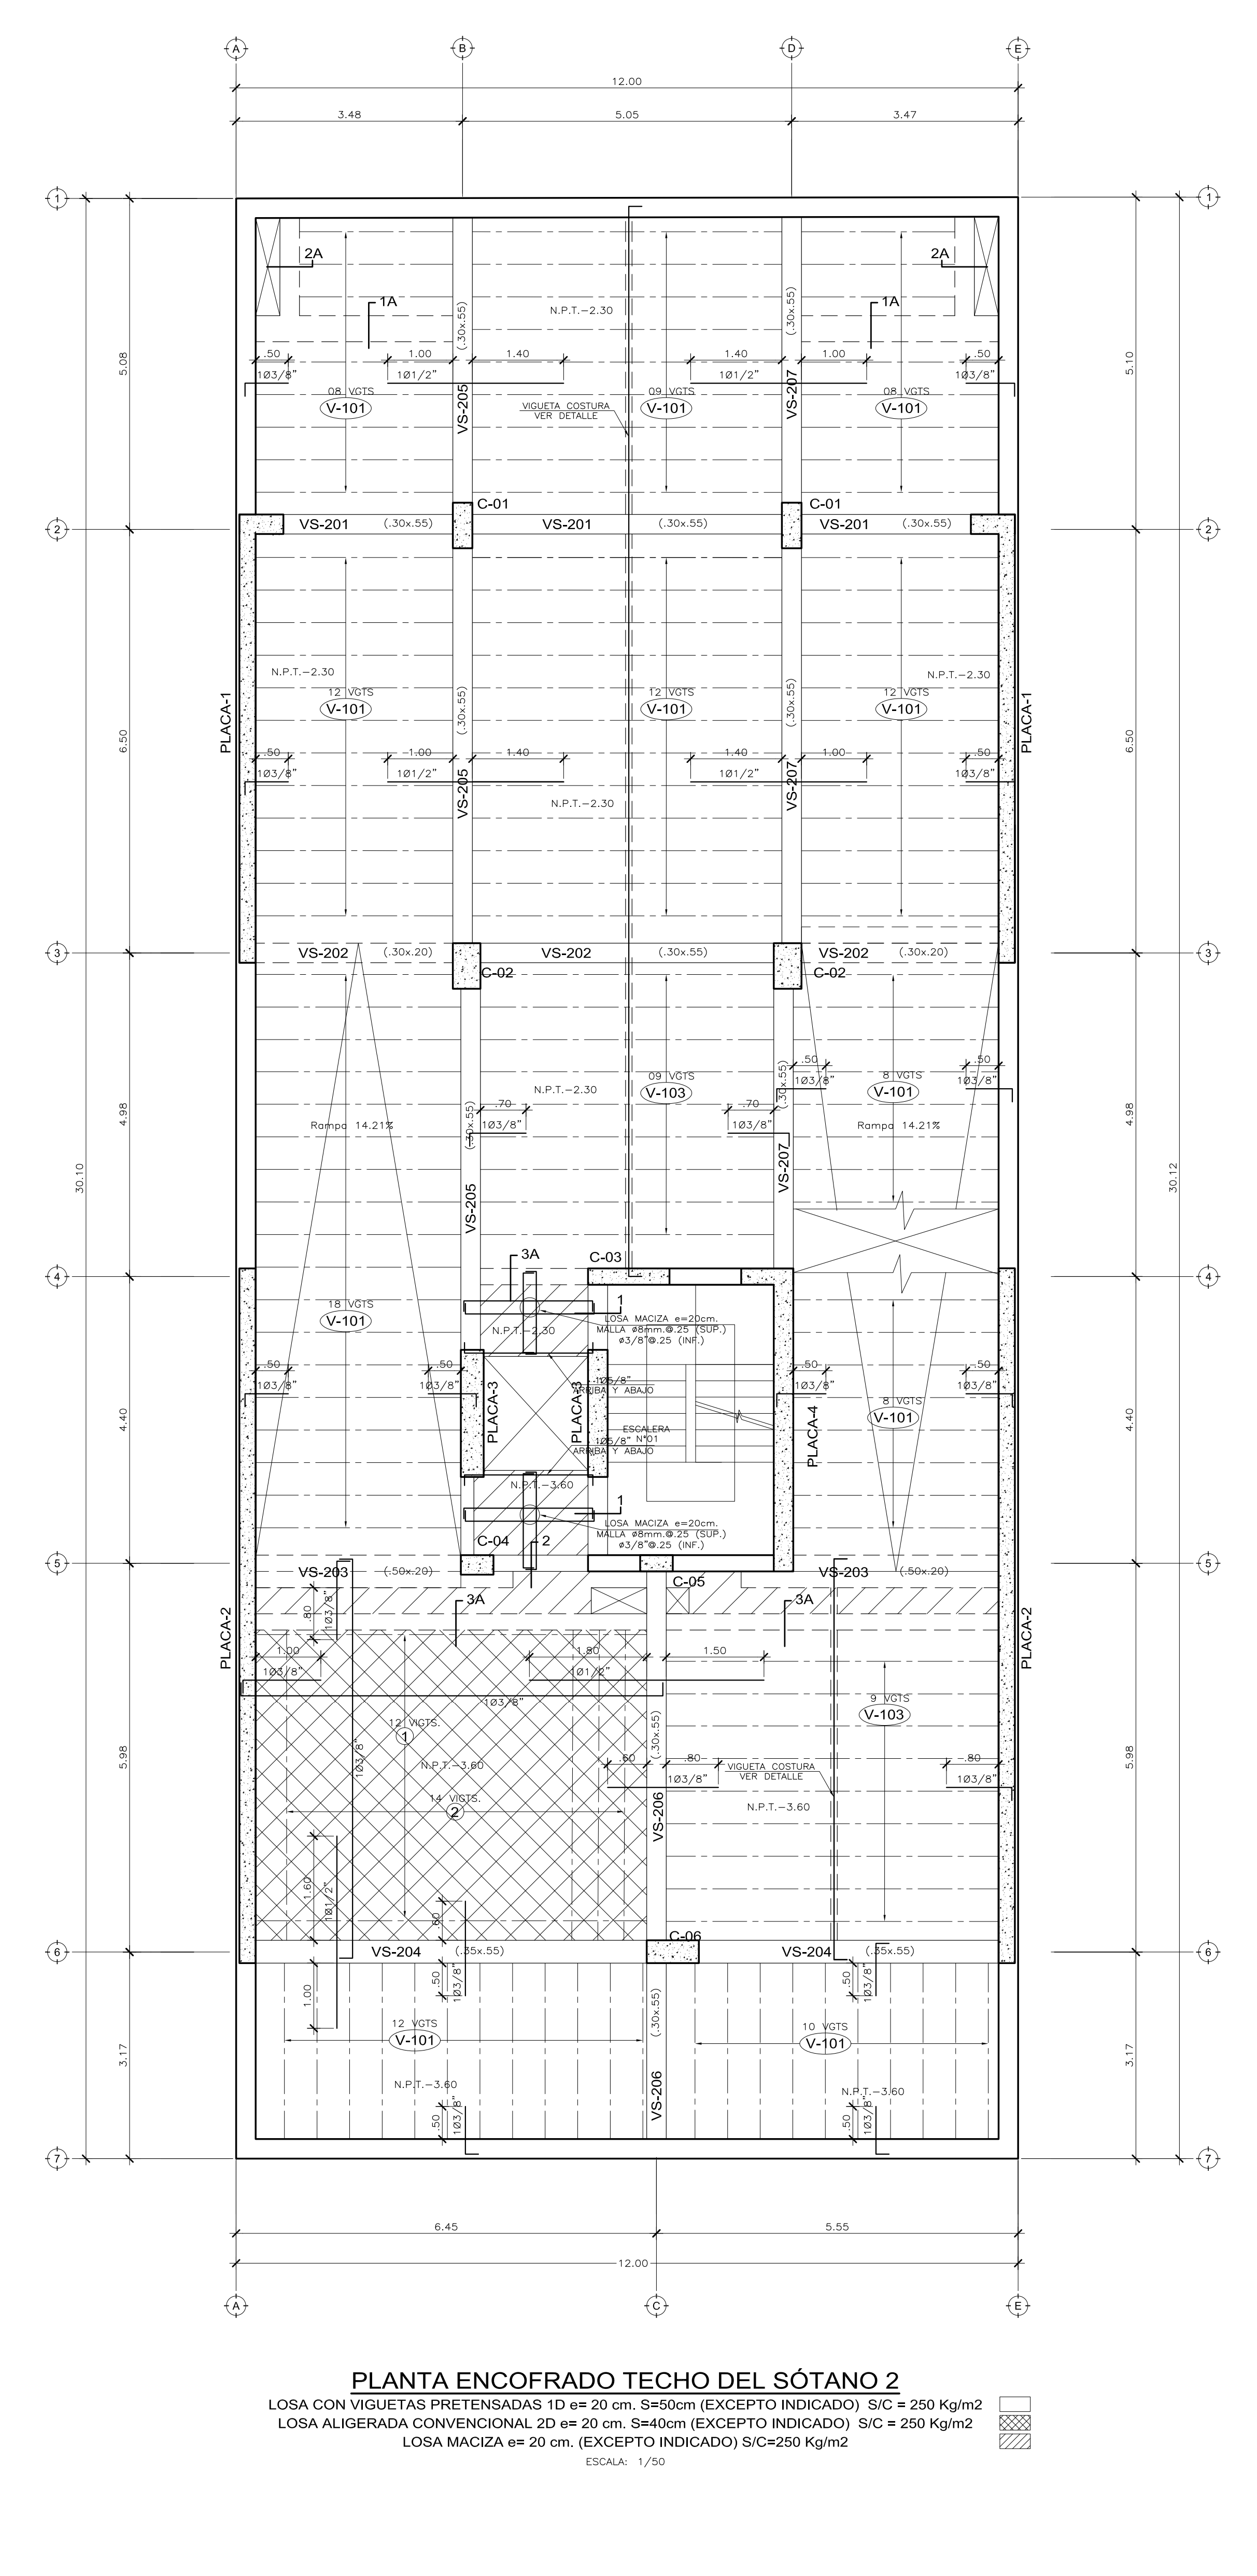 A
B
D
E
12.00
3.48
5.05
3.47
1
1
2A
2A
1A
1A
N.P.T.-2.30
(.30x.55)
(.30x.55)
5.08
5.10
.50
1.00
1.40
1.40
1.00
.50
1Ø3/8"
1Ø1/2"
1Ø1/2"
1Ø3/8"
08 VGTS
V-101
09 VGTS
V-101
08 VGTS
V-101
VS-205
VS-207
VIGUETA COSTURA
VER DETALLE
C-01
C-01
2
VS-201
(.30x.55)
VS-201
(.30x.55)
VS-201
(.30x.55)
2
N.P.T.-2.30
N.P.T.-2.30
PLACA-1
12 VGTS
V-101
(.30x.55)
12 VGTS
V-101
(.30x.55)
12 VGTS
V-101
PLACA-1
6.50
6.50
.50
1.00
1.40
1.40
1.00
.50
1Ø3/8"
1Ø1/2"
1Ø1/2"
1Ø3/8"
VS-205
VS-207
N.P.T.-2.30
3
VS-202
(.30x.20)
VS-202
(.30x.55)
VS-202
(.30x.20)
3
C-02
C-02
.50
.50
1Ø3/8"
1Ø3/8"
09 VGTS
V-103
8 VGTS
V-101
N.P.T.-2.30
(.30x.55)
(.30x.55)
4.98
4.98
.70
.70
1Ø3/8"
1Ø3/8"
Rampa 14.21%
Rampa 14.21%
30.10
30.12
VS-205
VS-207
3A
C-03
4
4
1
18 VGTS
V-101
LOSA MACIZA e=20cm.
MALLA ø8mm.@.25 (SUP.)
ø3/8"@.25 (INF.)
N.P.T.-2.30
.50
.50
.50
.50
1Ø3/8"
1Ø3/8"
1Ø3/8"
1Ø3/8"
1Ø5/8"
ARRIBA Y ABAJO
PLACA-3
PLACA-3
PLACA-4
8 VGTS
V-101
4.40
4.40
ESCALERA
N°01
1Ø5/8"
ARRIBA Y ABAJO
N.P.T.-3.60
1
LOSA MACIZA e=20cm.
MALLA ø8mm.@.25 (SUP.)
ø3/8"@.25 (INF.)
C-04
2
5
VS-203
(.50x.20)
VS-203
(.50x.20)
5
C-05
3A
3A
.80
1Ø3/8"
PLACA-2
PLACA-2
1.00
1.80
1.50
1Ø3/8"
1Ø1/2"
1Ø3/8"
9 VGTS
V-103
12 VIGTS.
1
(.30x.55)
5.98
5.98
1Ø3/8"
N.P.T.-3.60
.60
.80
.80
VIGUETA COSTURA
VER DETALLE
1Ø3/8"
1Ø3/8"
14 VIGTS.
2
N.P.T.-3.60
VS-206
1.60
1Ø1/2"
.60
C-06
6
VS-204
(.35x.55)
VS-204
(.35x.55)
6
1.00
.50
1Ø3/8"
.50
1Ø3/8"
(.30x.55)
12 VGTS
V-101
10 VGTS
V-101
3.17
3.17
N.P.T.-3.60
N.P.T.-3.60
VS-206
.50
1Ø3/8"
.50
1Ø3/8"
7
7
6.45
5.55
12.00
A
C
E
PLANTA ENCOFRADO TECHO DEL SÓTANO 2
LOSA CON VIGUETAS PRETENSADAS 1D e= 20 cm. S=50cm (EXCEPTO INDICADO) S/C = 250 Kg/m2
LOSA ALIGERADA CONVENCIONAL 2D e= 20 cm. S=40cm (EXCEPTO INDICADO) S/C = 250 Kg/m2
LOSA MACIZA e= 20 cm. (EXCEPTO INDICADO) S/C=250 Kg/m2
ESCALA: 1/50